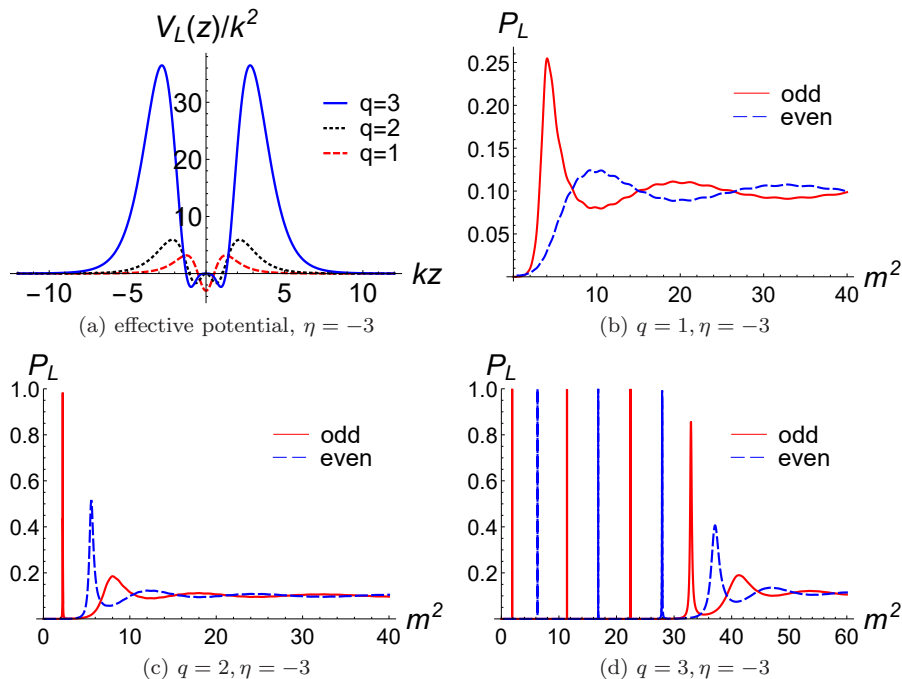 V_L(z)/k²
30
20
10
−10 −5 5 10
kz
q=3
q=2
q=1
(a) effective potential, η = −3
P_L
0.25
0.20
0.15
0.10
0.05
10 20 30 40
m²
odd
even
(b) q = 1, η = −3
P_L
1.0
0.8
0.6
0.4
0.2
0 10 20 30 40
m²
odd
even
(c) q = 2, η = −3
P_L
1.0
0.8
0.6
0.4
0.2
0 10 20 30 40 50 60
m²
odd
even
(d) q = 3, η = −3